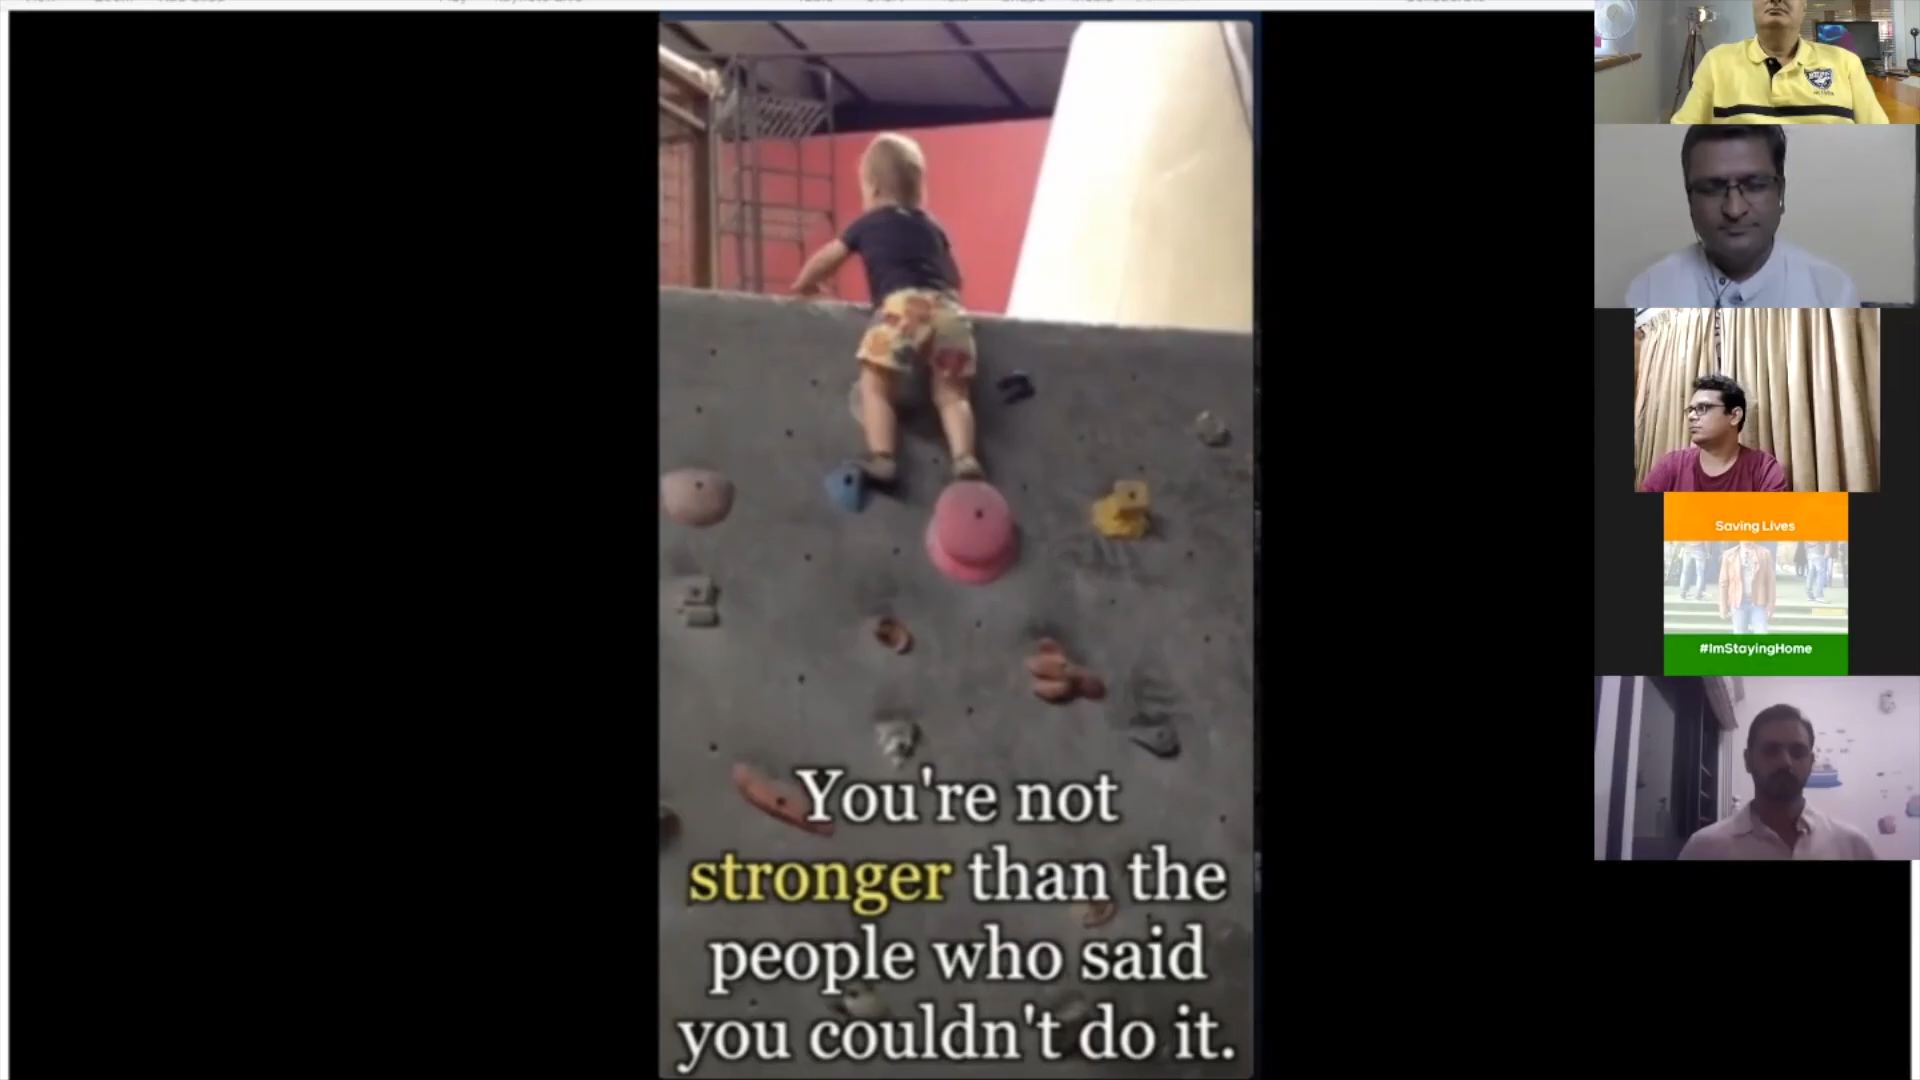 You're not
stronger than the
people who said
you couldn't do it.
Saving Lives
#ImStayingHome